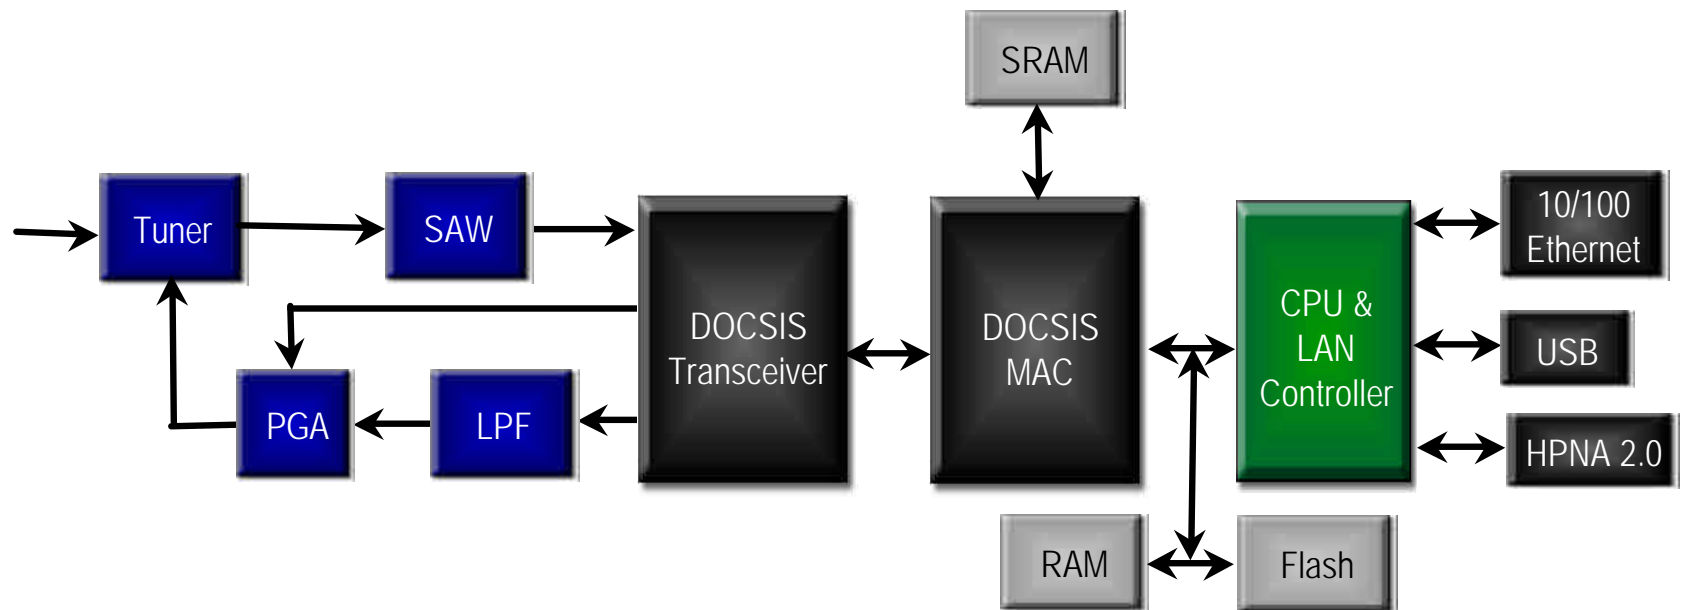 SRAM
Tuner
SAW
DOCSIS
Transceiver
DOCSIS
MAC
CPU &
LAN
Controller
10/100
Ethernet
USB
HPNA 2.0
PGA
LPF
RAM
Flash